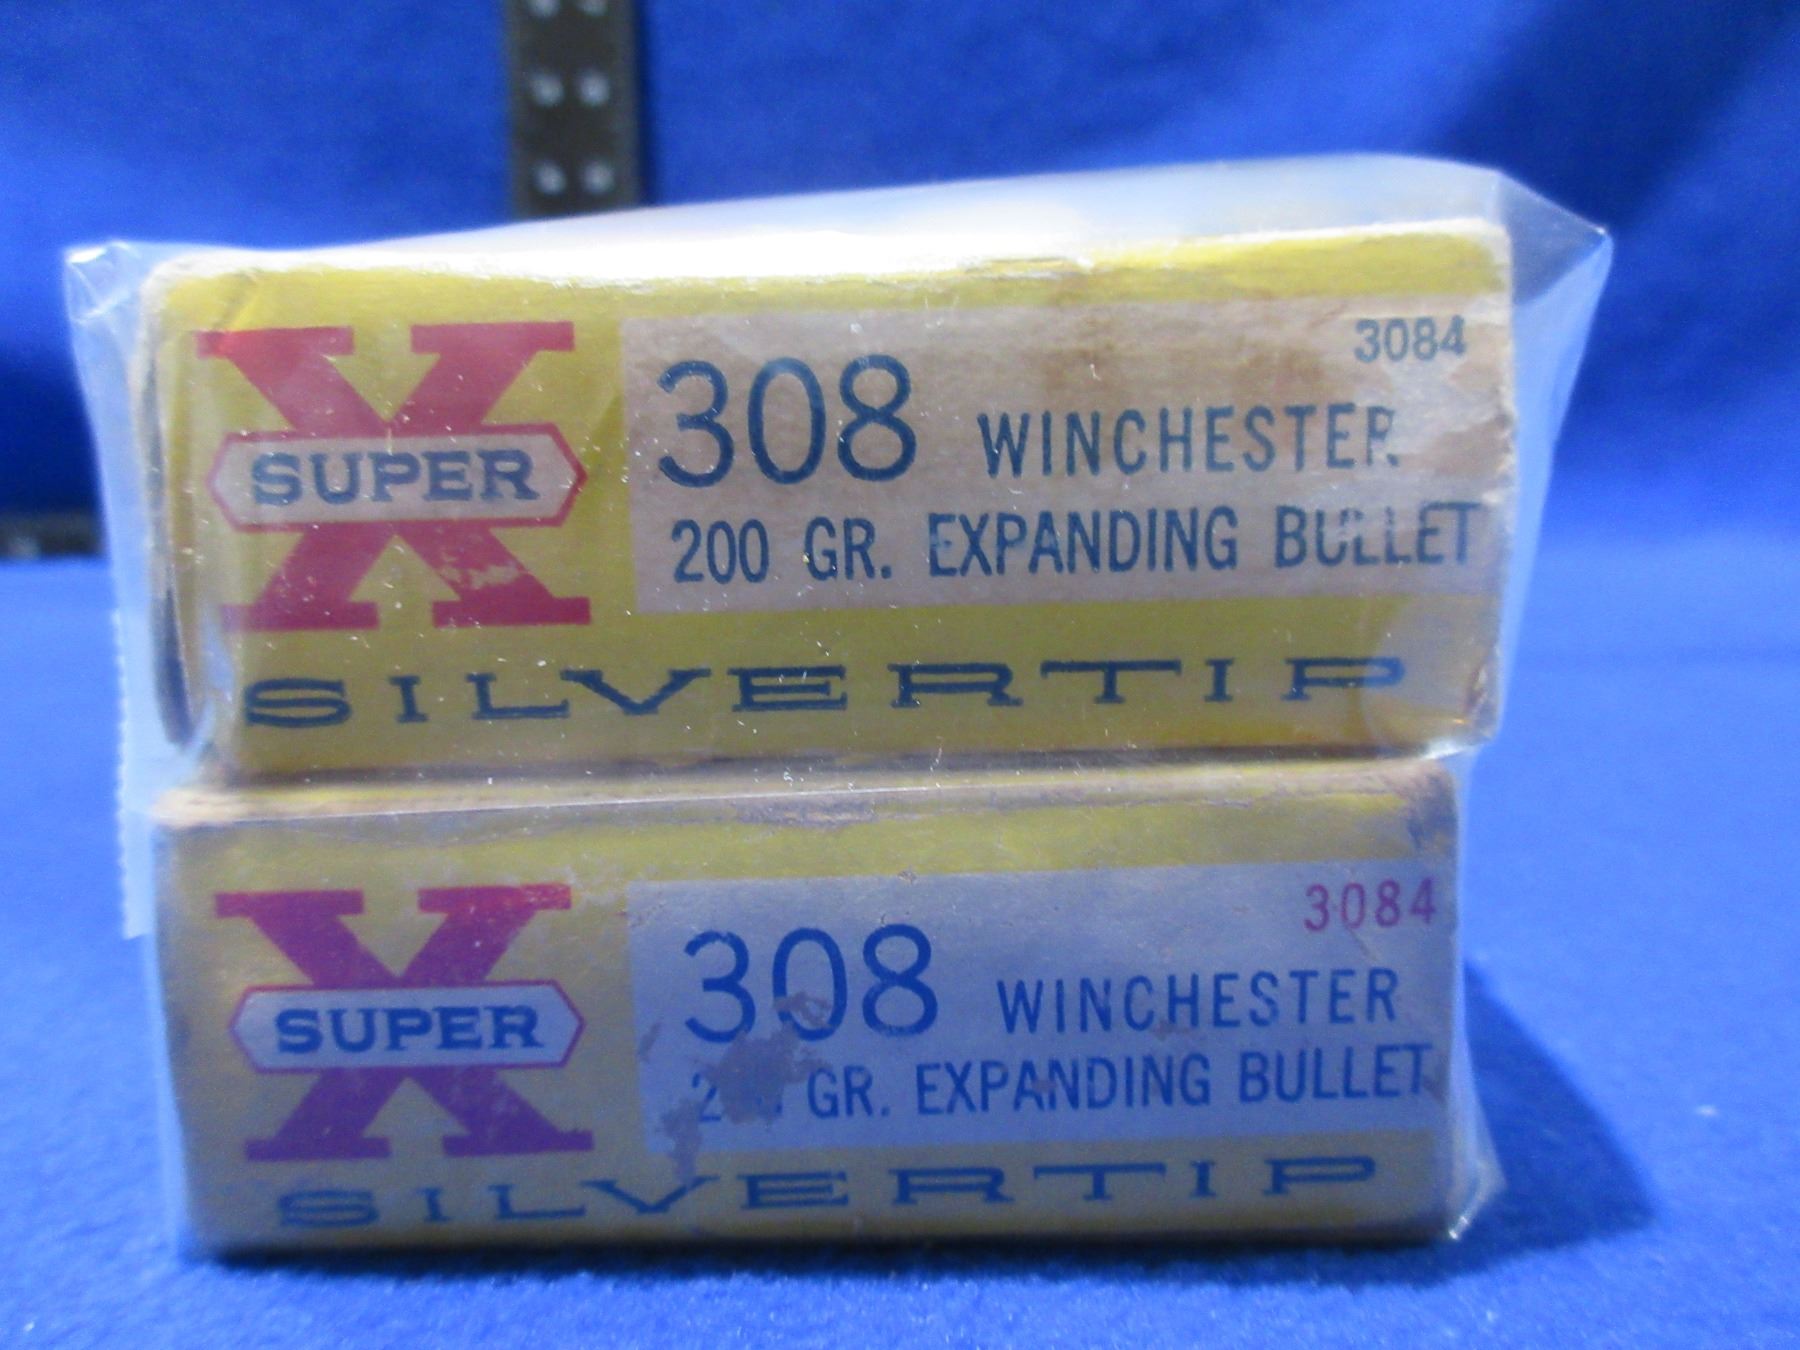 3084
X SUPER
308 WINCHESTER
200 GR. EXPANDING BULLET
SILVERTIP
3084
X SUPER
308 WINCHESTER
GR. EXPANDING BULLET
SILVERTIP